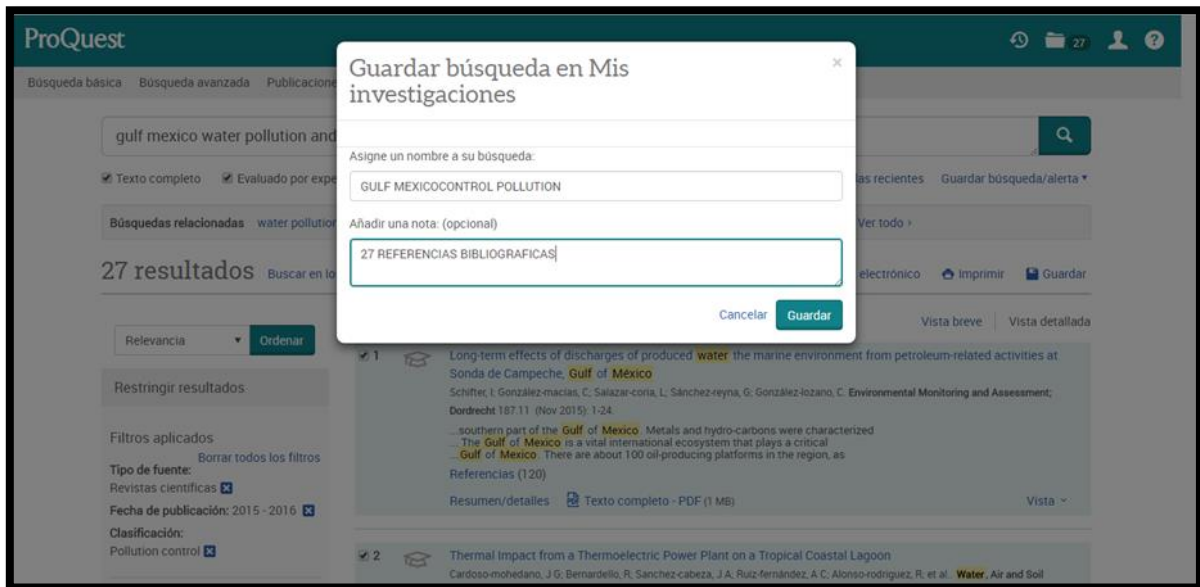 ProQuest
27
Búsqueda básica Búsqueda avanzada Publicacione
Guardar búsqueda en Mis
investigaciones
×
gulf mexico water pollution and
Asigne un nombre a su búsqueda:
Texto completo Evaluado por expe
GULF MEXICOCONTROL POLLUTION
as recientes Guardar búsqueda/alerta
Búsquedas relacionadas water pollution
Añadir una nota: (opcional)
Ver todo >
27 REFERENCIAS BIBLIOGRAFICAS
27 resultados Buscar en lo
electrónico Imprimir Guardar
Cancelar Guardar
Vista breve Vista detallada
Relevancia Ordenar
1 Long-term effects of discharges of produced water the marine environment from petroleum-related activities at
Sonda de Campeche, Gulf of México
Schifter, I; González-macías, C; Salazar-coria, L; Sánchez-reyna, G; González-lozano, C. Environmental Monitoring and Assessment;
Dordrecht 187.11 (Nov 2015): 1-24.
...southern part of the Gulf of Mexico. Metals and hydro-carbons were characterized
... The Gulf of Mexico is a vital international ecosystem that plays a critical
...Gulf of Mexico. There are about 100 oil-producing platforms in the region, as
Referencias (120)
Resumen/detalles Texto completo - PDF (1 MB) Vista
Restringir resultados
Filtros aplicados
Borrar todos los filtros
Tipo de fuente:
Revistas científicas
Fecha de publicación: 2015 - 2016
Clasificación:
Pollution control
2 Thermal Impact from a Thermoelectric Power Plant on a Tropical Coastal Lagoon
Cardoso-mohedano, J G; Bernardello, R; Sanchez-cabeza, J A; Ruiz-fernández, A C; Alonso-rodriguez, R; et al. Water, Air and Soil